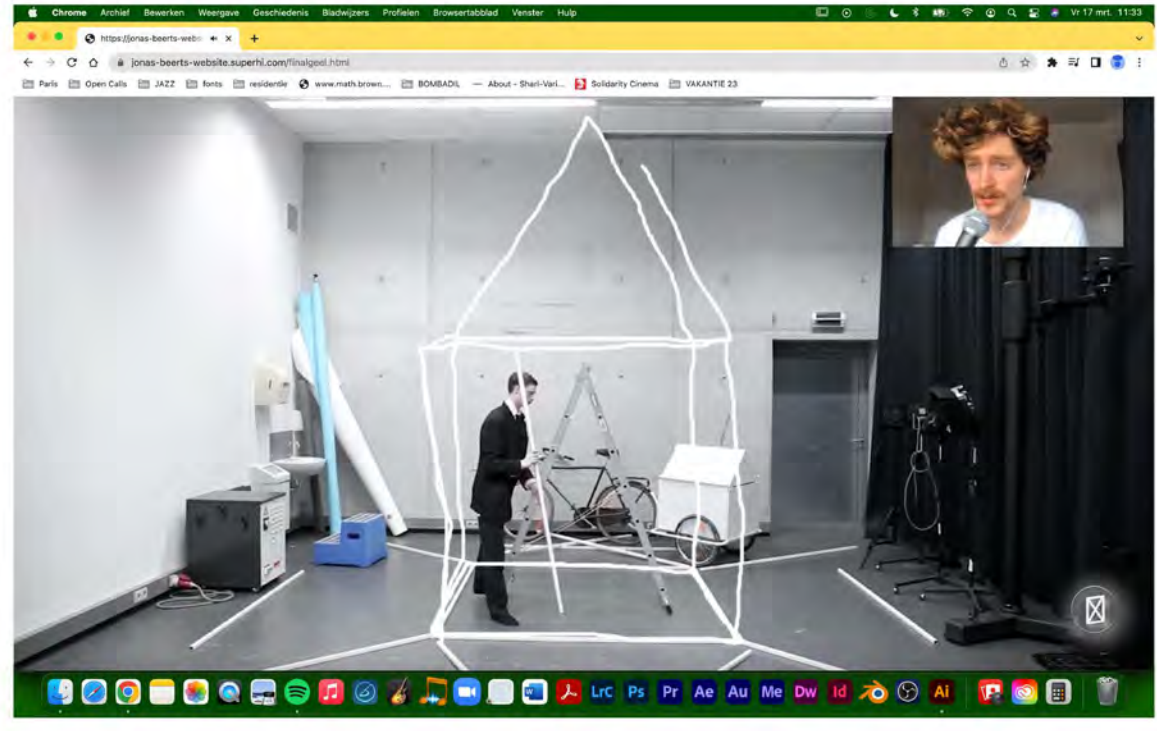 Chrome Archief Bewerken Weergave Geschiedenis Bladwijzers Profielen Browsertabblad Venster Hulp Vr 17 mrt. 11:33
https://jonas-beerts-webs
jonas-beerts-website.superhi.com/finalgeel.html
Paris Open Calls JAZZ fonts residentie www.math.brown... BOMBADIL — About - Shari-Vari... Solidarity Cinema VAKANTIE 23
W LrC Ps Pr Ae Au Me Dw Id Ai